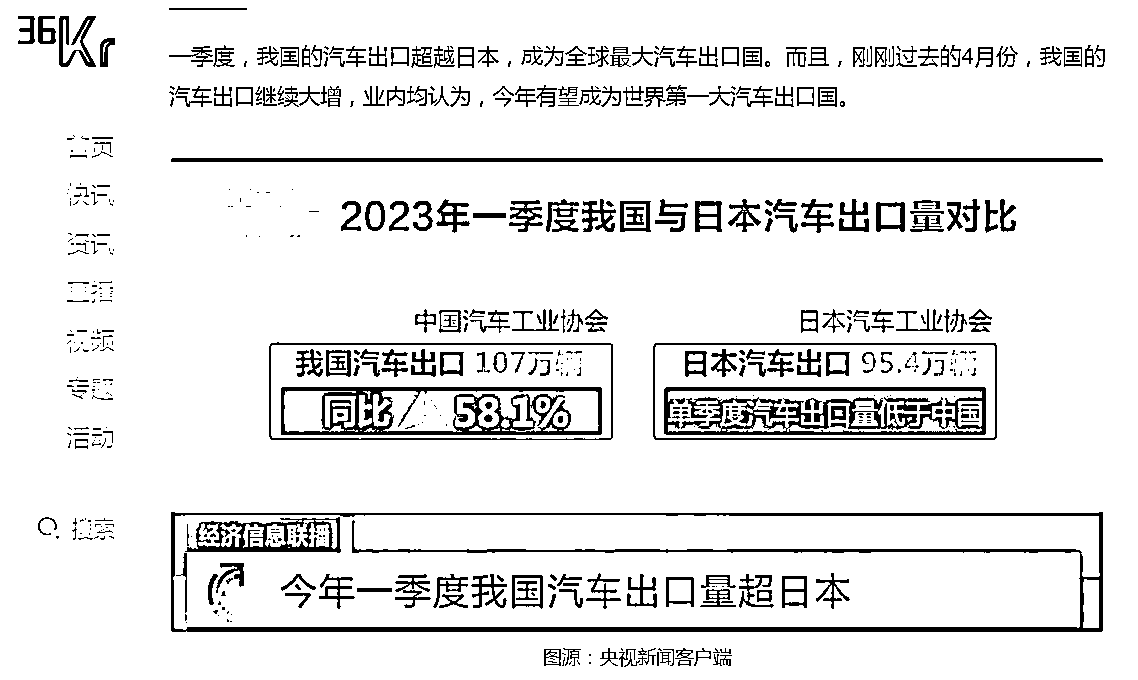 36Kr
一季度，我国的汽车出口超越日本，成为全球最大汽车出口国。而且，刚刚过去的4月份，我国的
汽车出口继续大增，业内均认为，今年有望成为世界第一大汽车出口国。
首页
快讯
资讯
直播
视频
专题
活动
搜索
2023年一季度我国与日本汽车出口量对比
中国汽车工业协会
我国汽车出口 107万辆
同比 58.1%
日本汽车工业协会
日本汽车出口 95.4万辆
单季度汽车出口量低于中国
经济信息联播
今年一季度我国汽车出口量超日本
图源：央视新闻客户端